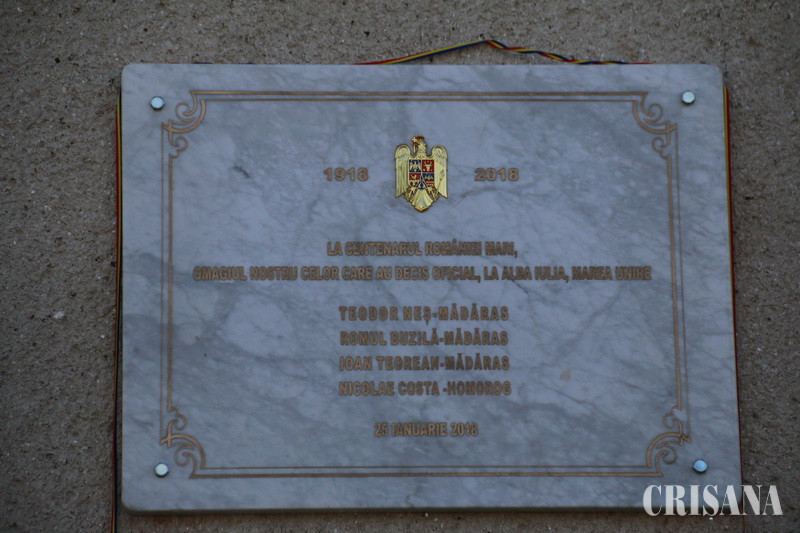 1918 2018
LA CENTENARUL ROMÂNIEI MARI,
OMAGIUL NOSTRU CELOR CARE AU DECIS OFICIAL, LA ALBA IULIA, MAREA UNIRE
TEODOR NEȘ-MĂDĂRAS
ROMUL BUZILĂ-MĂDĂRAS
IOAN TEGREAN-MĂDĂRAS
NICOLAE COSTA -HOMOROG
25 IANUARIE 2018
CRIȘANA